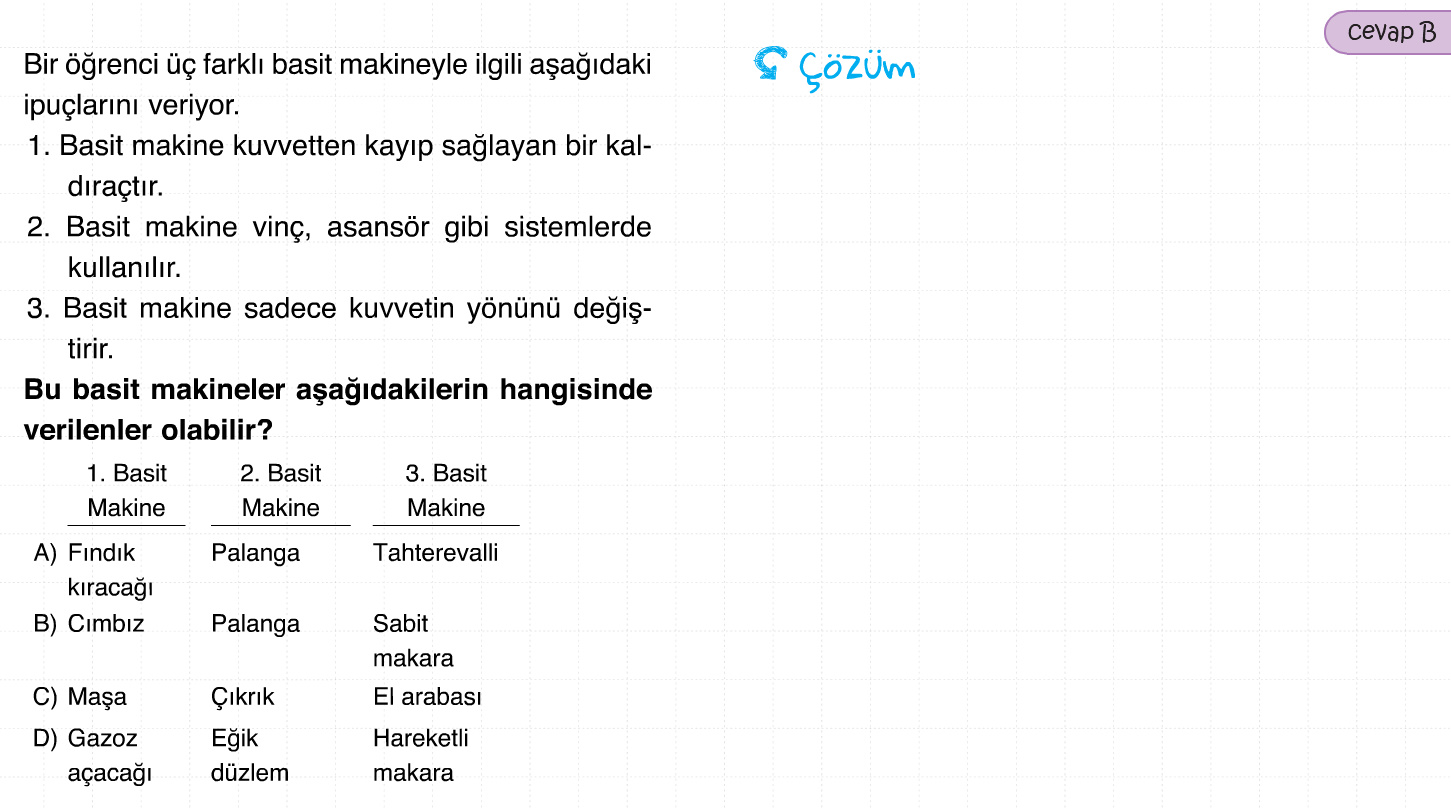 Cevap B
Bir öğrenci üç farklı basit makineyle ilgili aşağıdaki
ipuçlarını veriyor.
1. Basit makine kuvvetten kayıp sağlayan bir kal-
dıraçtır.
2. Basit makine vinç, asansör gibi sistemlerde
kullanılır.
3. Basit makine sadece kuvvetin yönünü değiş-
tirir.
Bu basit makineler aşağıdakilerin hangisinde
verilenler olabilir?
1. Basit 2. Basit 3. Basit
Makine Makine Makine
A) Fındık Palanga Tahterevalli
kıracağı
B) Cımbız Palanga Sabit
makara
C) Maşa Çıkrık El arabası
D) Gazoz Eğik Hareketli
açacağı düzlem makara
Çözüm